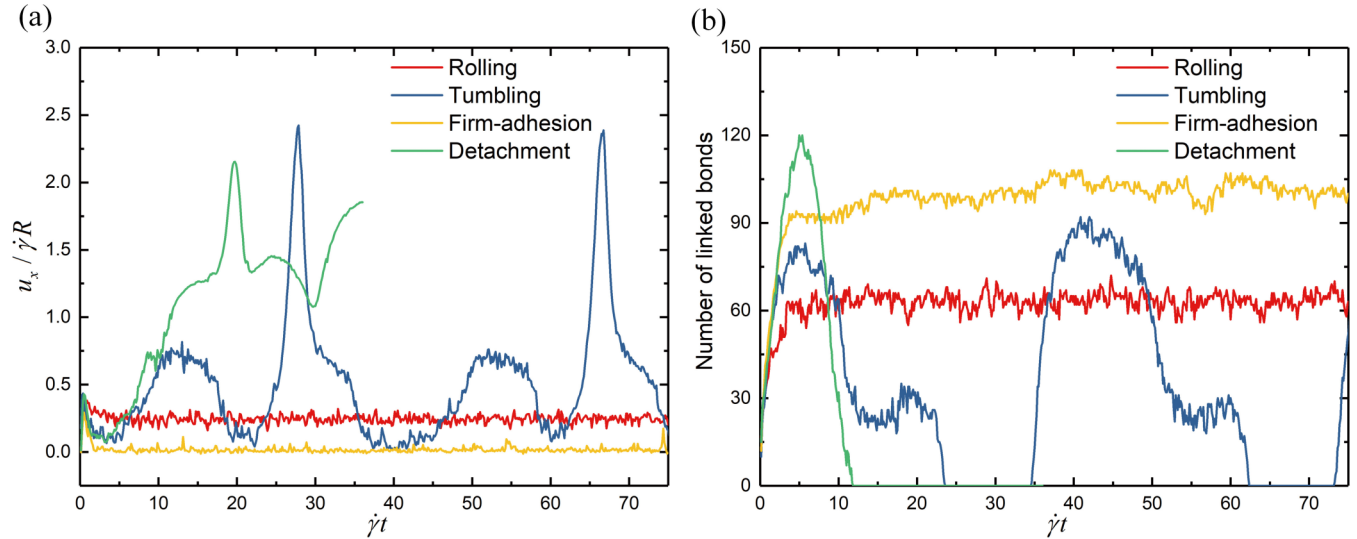 (a)
3.0
2.5
2.0
1.5
1.0
0.5
0.0
u_x / γ̇R
Rolling
Tumbling
Firm-adhesion
Detachment
0 10 20 30 40 50 60 70
γ̇t
(b)
150
120
90
60
30
0
Number of linked bonds
Rolling
Tumbling
Firm-adhesion
Detachment
0 10 20 30 40 50 60 70
γ̇t